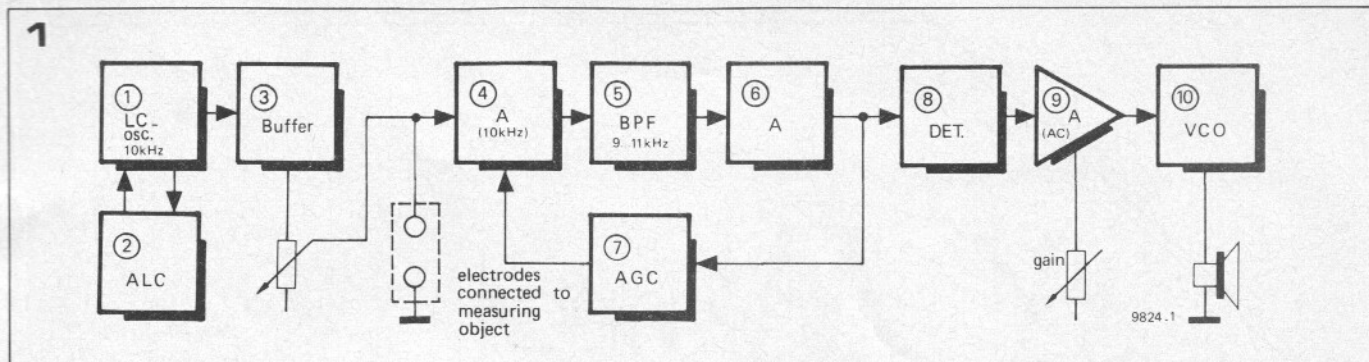 1
① LC-
osc.
10kHz
② ALC
③ Buffer
④ A
(10kHz)
⑤ BPF
9...11kHz
⑥ A
⑦ AGC
electrodes
connected to
measuring
object
⑧ DET.
⑨ A
(AC)
gain
⑩ VCO
9824-1